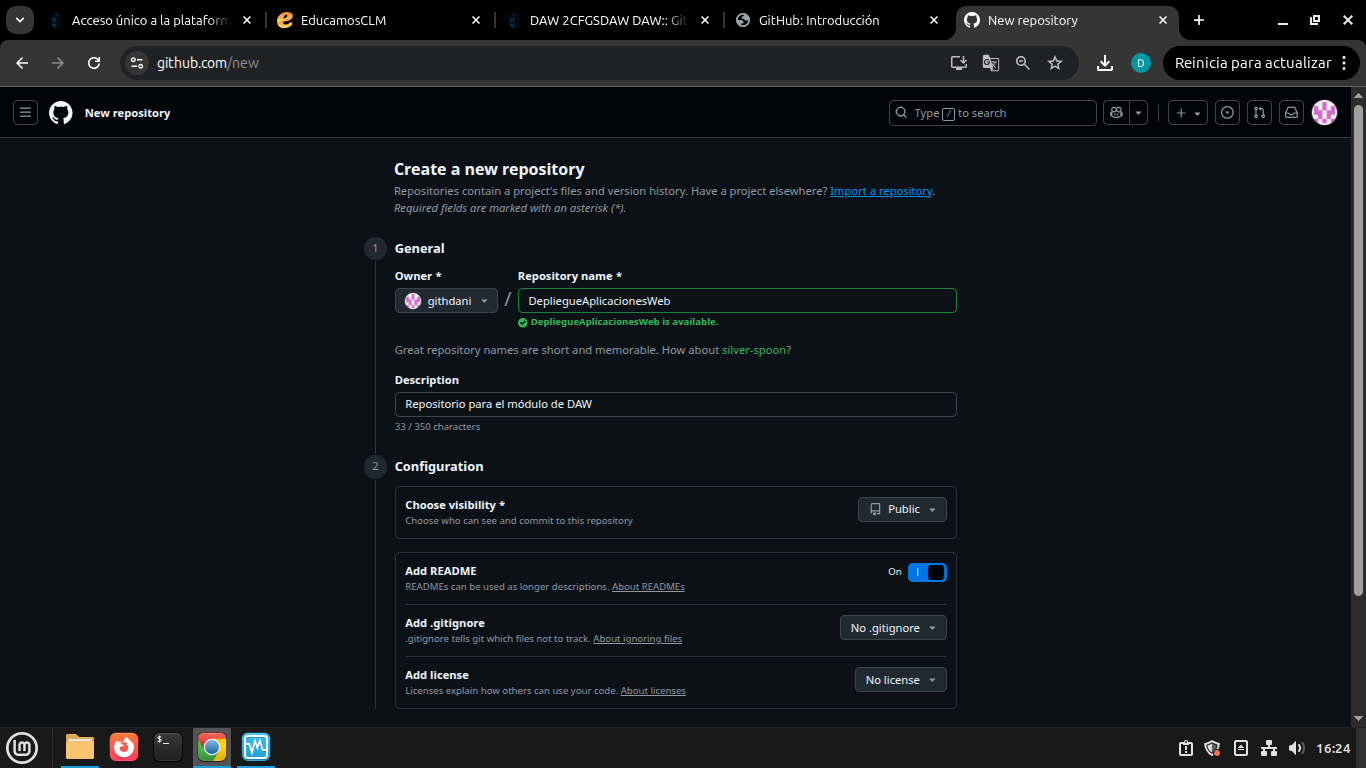 Acceso único a la plataform
EducamosCLM
DAW 2CFGSDAW DAW:: Git
GitHub: Introducción
New repository
github.com/new
D
Reinicia para actualizar
New repository
Type / to search
Create a new repository
Repositories contain a project's files and version history. Have a project elsewhere? Import a repository.
Required fields are marked with an asterisk (*).
1 General
Owner * Repository name *
githdani / DepliegueAplicacionesWeb
DepliegueAplicacionesWeb is available.
Great repository names are short and memorable. How about silver-spoon?
Description
Repositorio para el módulo de DAW
33 / 350 characters
2 Configuration
Choose visibility *
Choose who can see and commit to this repository
Public
Add README
READMEs can be used as longer descriptions. About READMEs
On
Add .gitignore
.gitignore tells git which files not to track. About ignoring files
No .gitignore
Add license
Licenses explain how others can use your code. About licenses
No license
16:24